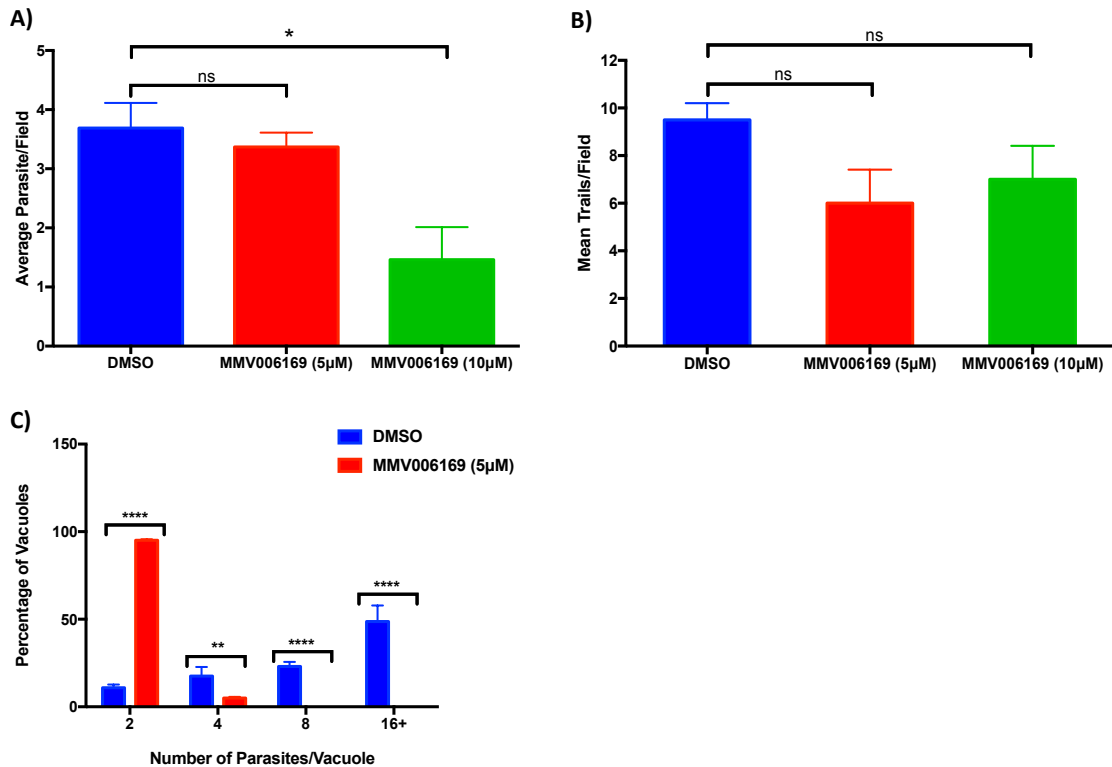 A)
*
ns
5
4
3
2
1
0
Average Parasite/Field
DMSO MMV006169 (5µM) MMV006169 (10µM)
B)
ns
ns
12
10
8
6
4
2
0
Mean Trails/Field
DMSO MMV006169 (5µM) MMV006169 (10µM)
C)
DMSO
MMV006169 (5µM)
150
100
50
0
Percentage of Vacuoles
****
**
****
****
2 4 8 16+
Number of Parasites/Vacuole